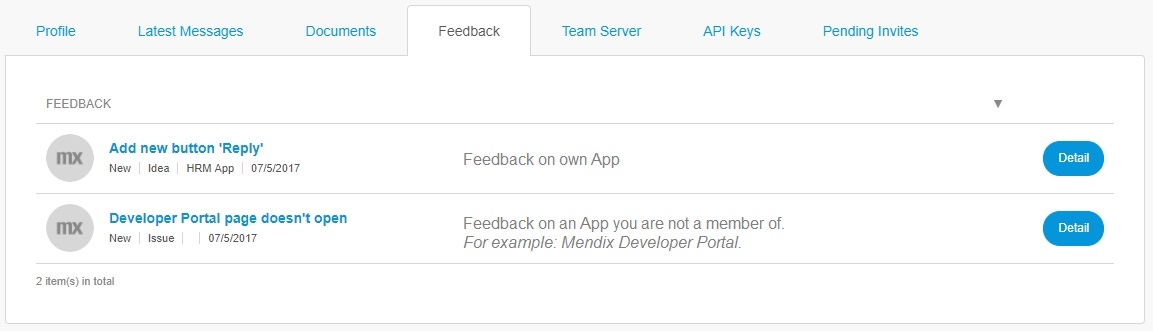 Profile
Latest Messages
Documents
Feedback
Team Server
API Keys
Pending Invites
FEEDBACK ▼
mx
Add new button 'Reply'
New | Idea | HRM App | 07/5/2017
Feedback on own App
Detail
mx
Developer Portal page doesn't open
New | Issue | | 07/5/2017
Feedback on an App you are not a member of.
For example: Mendix Developer Portal.
Detail
2 item(s) in total